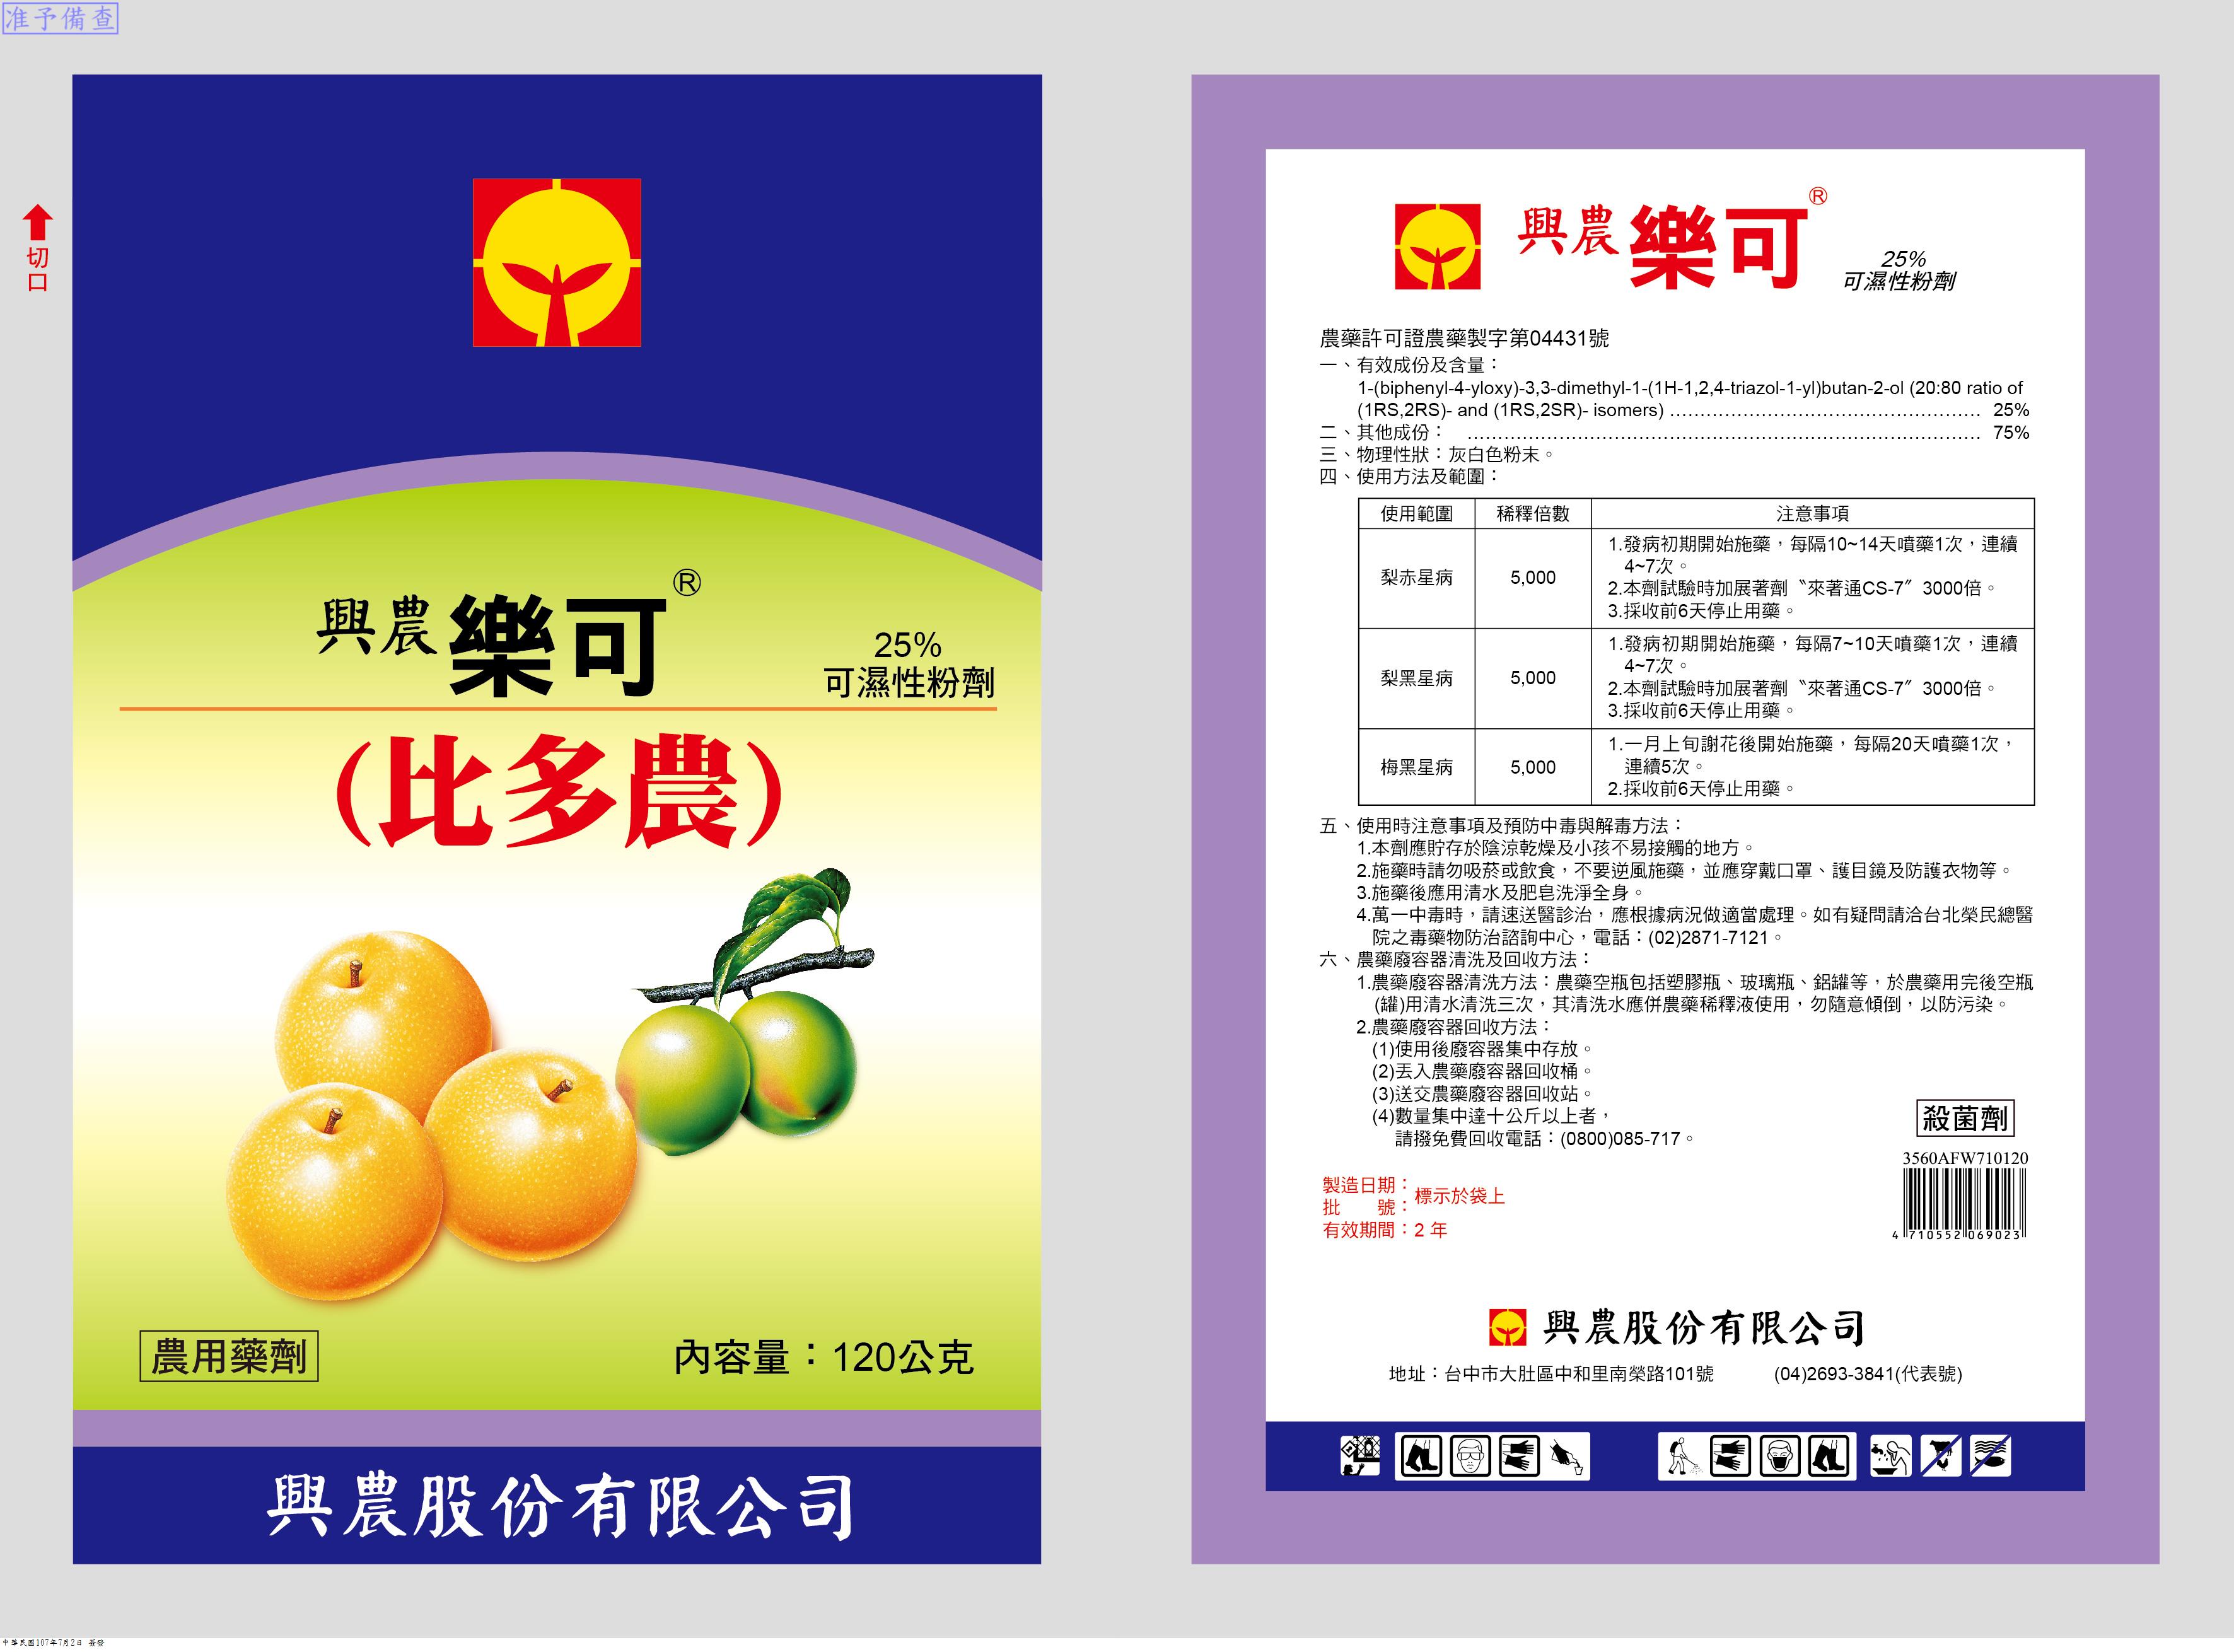 准予備查
切口
興農樂可®
25%
可濕性粉劑
(比多農)
農用藥劑
內容量：120公克
興農股份有限公司
興農樂可®
25%
可濕性粉劑
農藥許可證農藥製字第04431號
一、有效成份及含量：
1-(biphenyl-4-yloxy)-3,3-dimethyl-1-(1H-1,2,4-triazol-1-yl)butan-2-ol (20:80 ratio of
(1RS,2RS)- and (1RS,2SR)- isomers) ................................................... 25%
二、其他成份： .................................................................................... 75%
三、物理性狀：灰白色粉末。
四、使用方法及範圍：
使用範圍 稀釋倍數 注意事項
梨赤星病 5,000
1.發病初期開始施藥，每隔10~14天噴藥1次，連續
4~7次。
2.本劑試驗時加展著劑〝來著通CS-7〞3000倍。
3.採收前6天停止用藥。
梨黑星病 5,000
1.發病初期開始施藥，每隔7~10天噴藥1次，連續
4~7次。
2.本劑試驗時加展著劑〝來著通CS-7〞3000倍。
3.採收前6天停止用藥。
梅黑星病 5,000
1.一月上旬謝花後開始施藥，每隔20天噴藥1次，
連續5次。
2.採收前6天停止用藥。
五、使用時注意事項及預防中毒與解毒方法：
1.本劑應貯存於陰涼乾燥及小孩不易接觸的地方。
2.施藥時請勿吸菸或飲食，不要逆風施藥，並應穿戴口罩、護目鏡及防護衣物等。
3.施藥後應用清水及肥皂洗淨全身。
4.萬一中毒時，請速送醫診治，應根據病況做適當處理。如有疑問請洽台北榮民總醫
院之毒藥物防治諮詢中心，電話：(02)2871-7121。
六、農藥廢容器清洗及回收方法：
1.農藥廢容器清洗方法：農藥空瓶包括塑膠瓶、玻璃瓶、鋁罐等，於農藥用完後空瓶
(罐)用清水清洗三次，其清洗水應併農藥稀釋液使用，勿隨意傾倒，以防污染。
2.農藥廢容器回收方法：
(1)使用後廢容器集中存放。
(2)丟入農藥廢容器回收桶。
(3)送交農藥廢容器回收站。
(4)數量集中達十公斤以上者，
請撥免費回收電話：(0800)085-717。
殺菌劑
3560AFW710120
4 710552 069023
製造日期：
批　　號：標示於袋上
有效期間：2 年
興農股份有限公司
地址：台中市大肚區中和里南榮路101號 (04)2693-3841(代表號)
中華民國107年7月2日 簽發